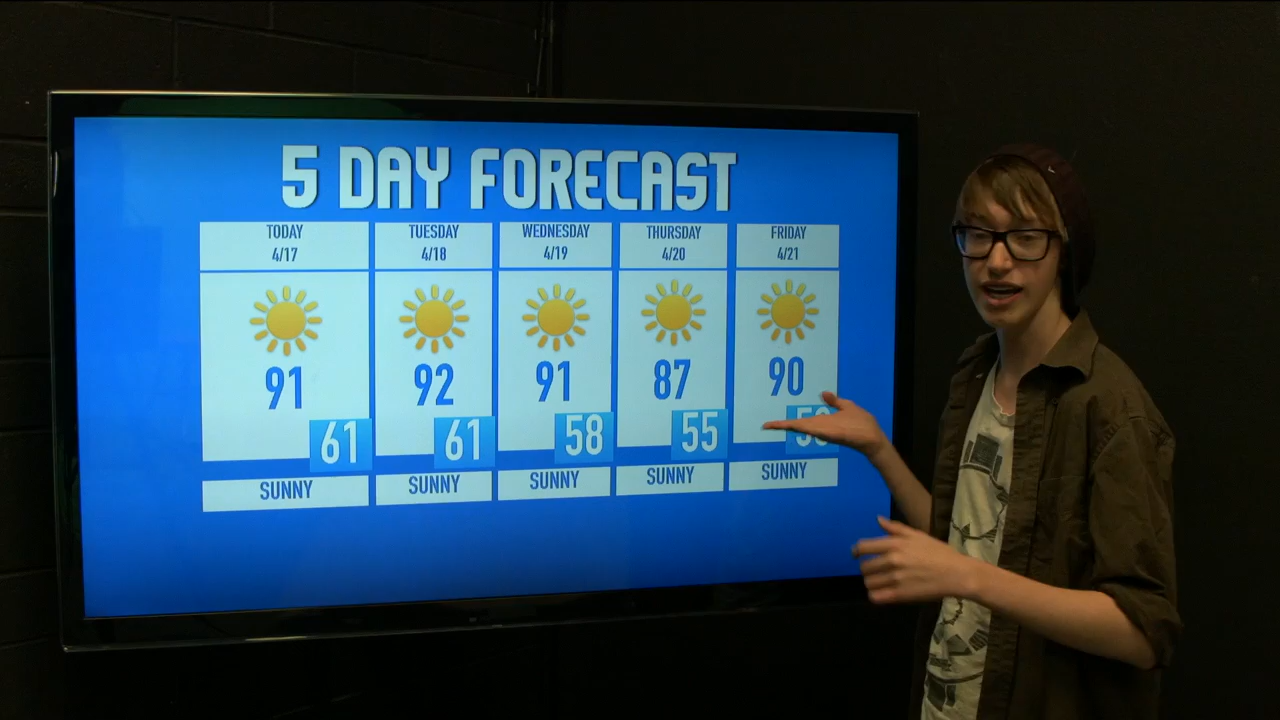 5 DAY FORECAST
TODAY TUESDAY WEDNESDAY THURSDAY FRIDAY
4/17 4/18 4/19 4/20 4/21
91 92 91 87 90
61 61 58 55
SUNNY SUNNY SUNNY SUNNY SUNNY